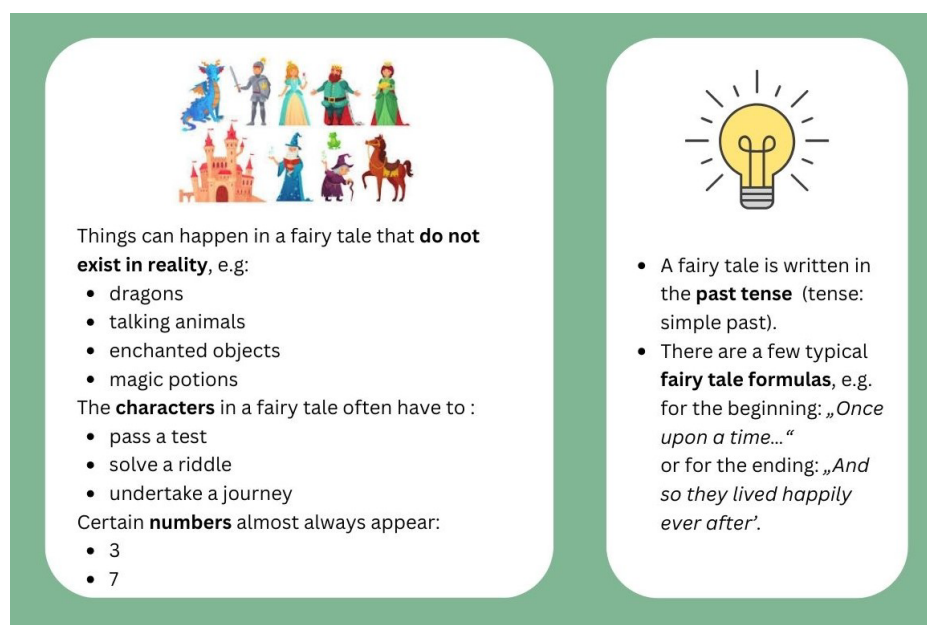 Things can happen in a fairy tale that do not
exist in reality, e.g:
• dragons
• talking animals
• enchanted objects
• magic potions
The characters in a fairy tale often have to :
• pass a test
• solve a riddle
• undertake a journey
Certain numbers almost always appear:
• 3
• 7
• A fairy tale is written in
the past tense (tense:
simple past).
• There are a few typical
fairy tale formulas, e.g.
for the beginning: „Once
upon a time...“
or for the ending: „And
so they lived happily
ever after’.